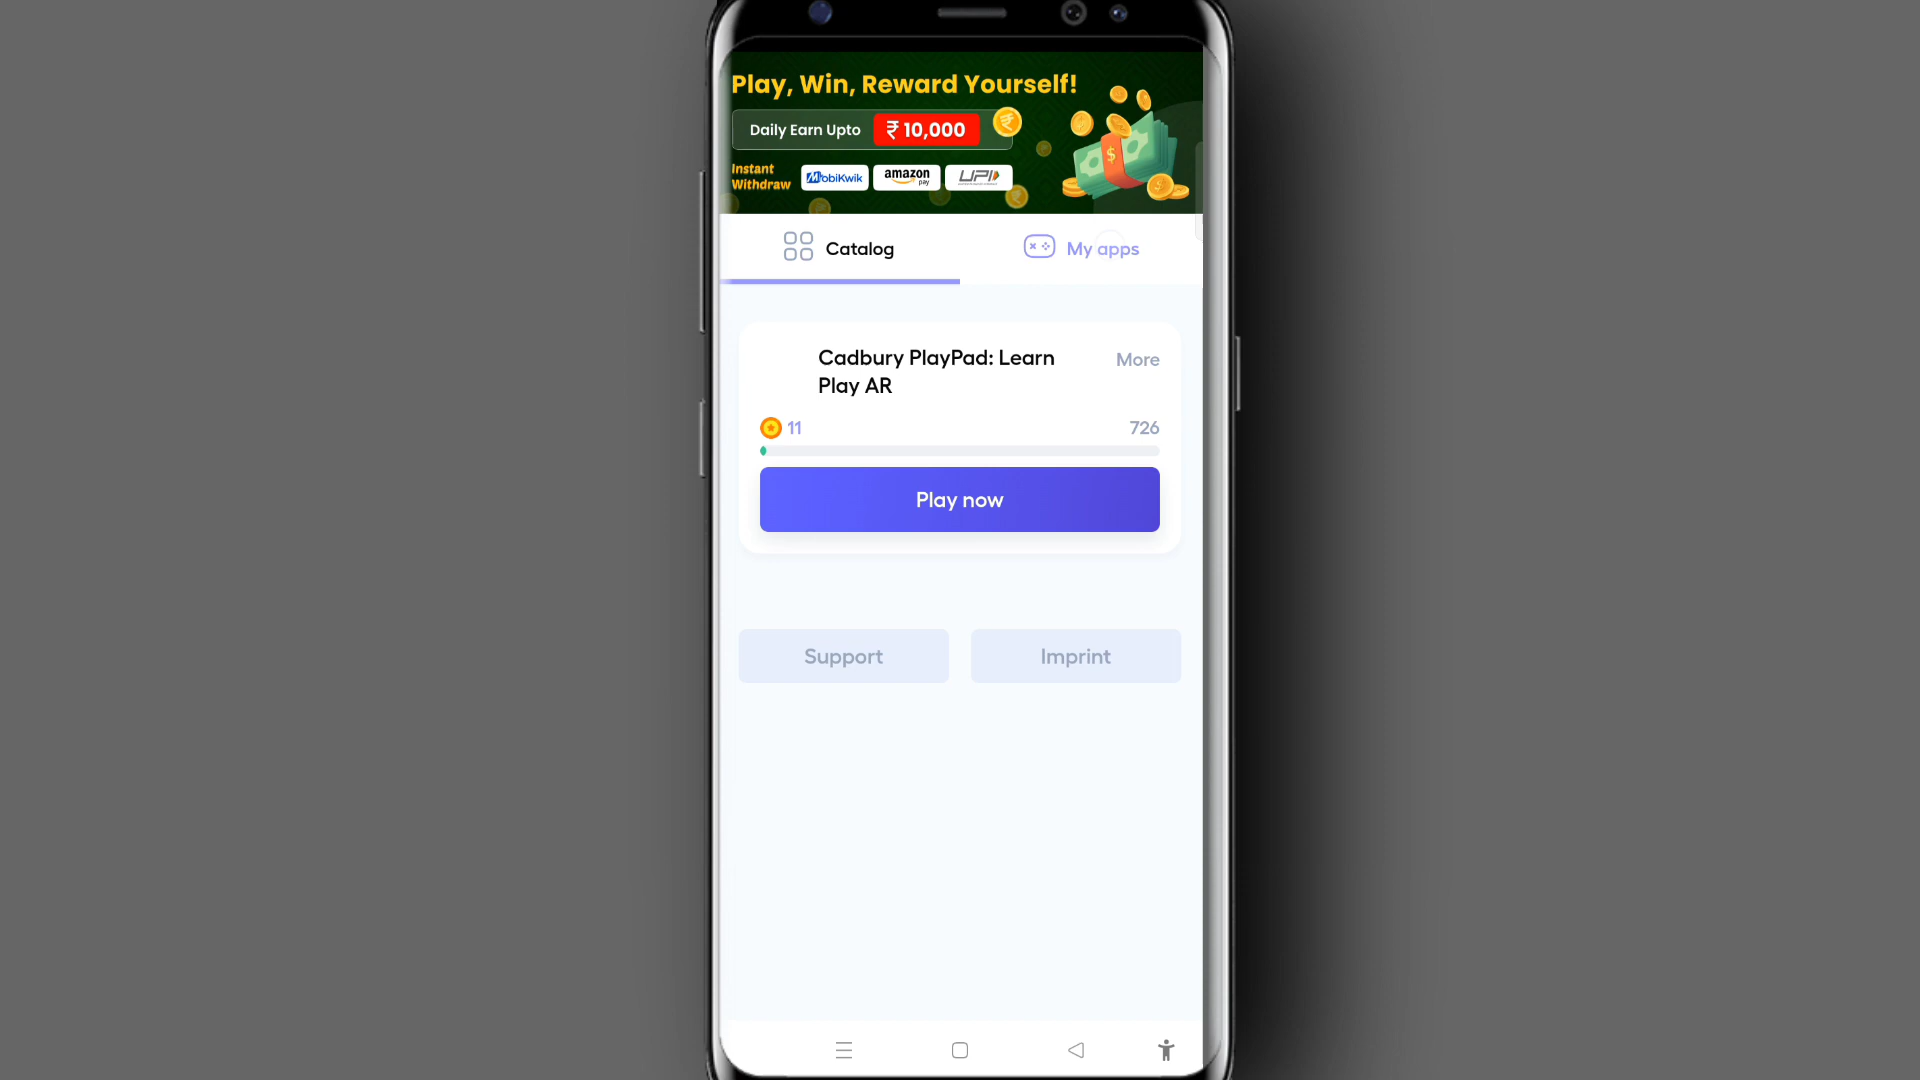 Play, Win, Reward Yourself!
Daily Earn Upto ₹ 10,000
Instant
Withdraw MobiKwik amazon pay UPI
Catalog My apps
Cadbury PlayPad: Learn More
Play AR
11 726
Play now
Support Imprint